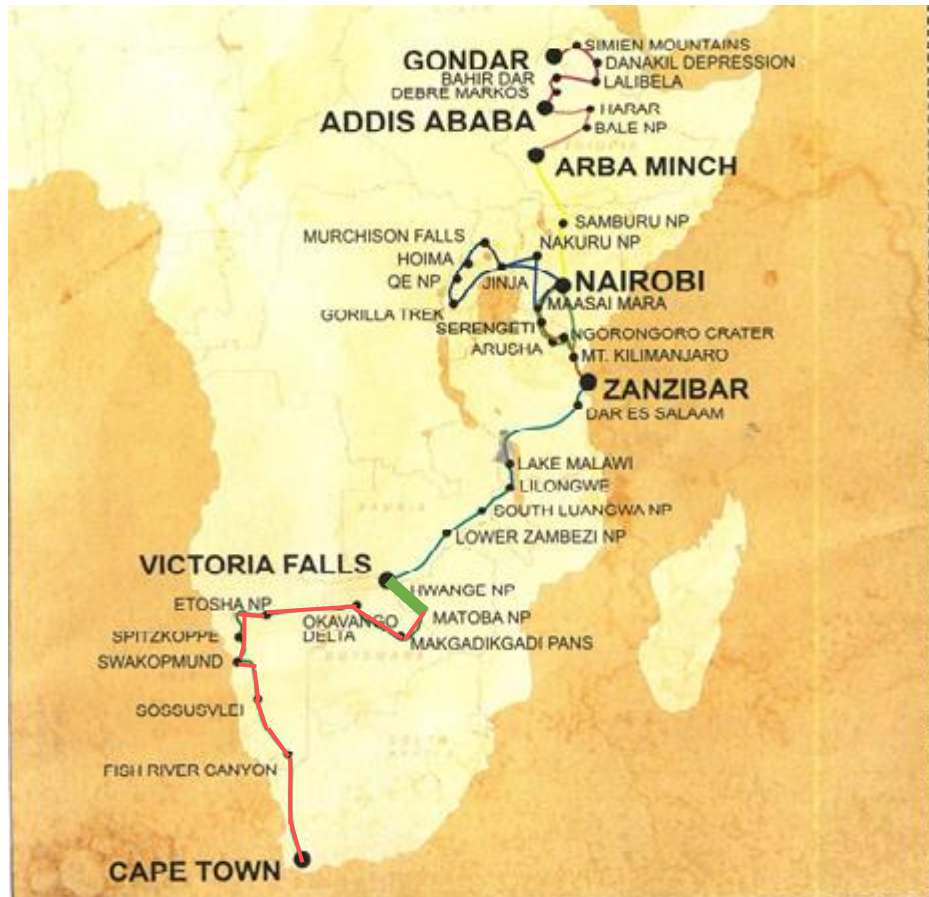 SIMIEN MOUNTAINS
GONDAR
DANAKIL DEPRESSION
BAHIR DAR
LALIBELA
DEBRE MARKOS
HARAR
ADDIS ABABA
BALE NP
ARBA MINCH
SAMBURU NP
MURCHISON FALLS
NAKURU NP
HOIMA
QE NP
JINJA
NAIROBI
MAASAI MARA
GORILLA TREK
SERENGETI
NGORONGORO CRATER
ARUSHA
MT. KILIMANJARO
ZANZIBAR
DAR ES SALAAM
LAKE MALAWI
LILONGWE
SOUTH LUANGWA NP
LOWER ZAMBEZI NP
VICTORIA FALLS
HWANGE NP
ETOSHA NP
OKAVANGO
DELTA
MATOBA NP
SPITZKOPPE
MAKGADIKGADI PANS
SWAKOPMUND
SOSSUSVLEI
FISH RIVER CANYON
CAPE TOWN